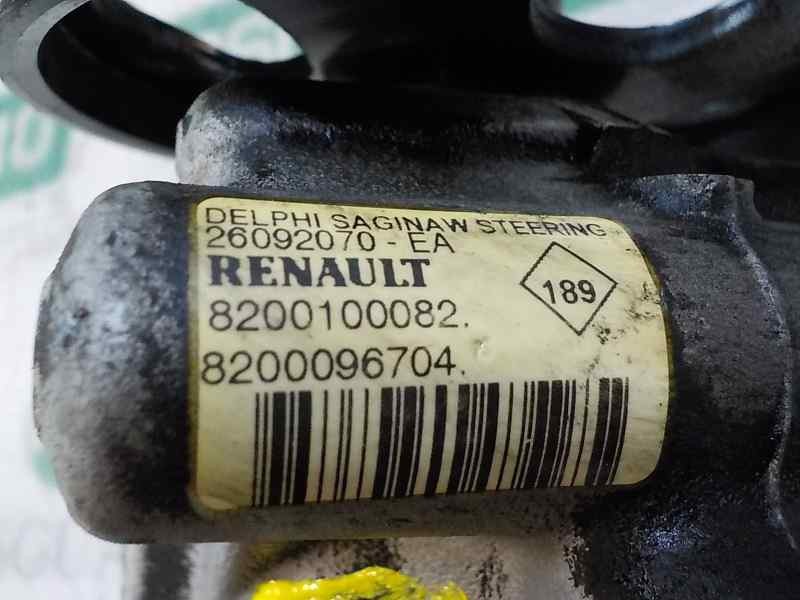 DELPHI SAGINAW STEERING
26092070 - EA
RENAULT
189
8200100082.
8200096704.